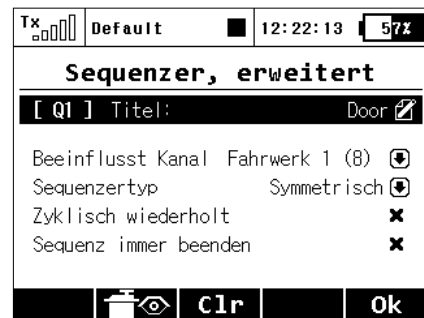 Tx Default 12:22:13 57%
Sequenzer, erweitert
[ Q1 ] Titel: Door
Beeinflusst Kanal Fahrwerk 1 (8)
Sequenzertyp Symmetrisch
Zyklisch wiederholt
Sequenz immer beenden
Clr Ok